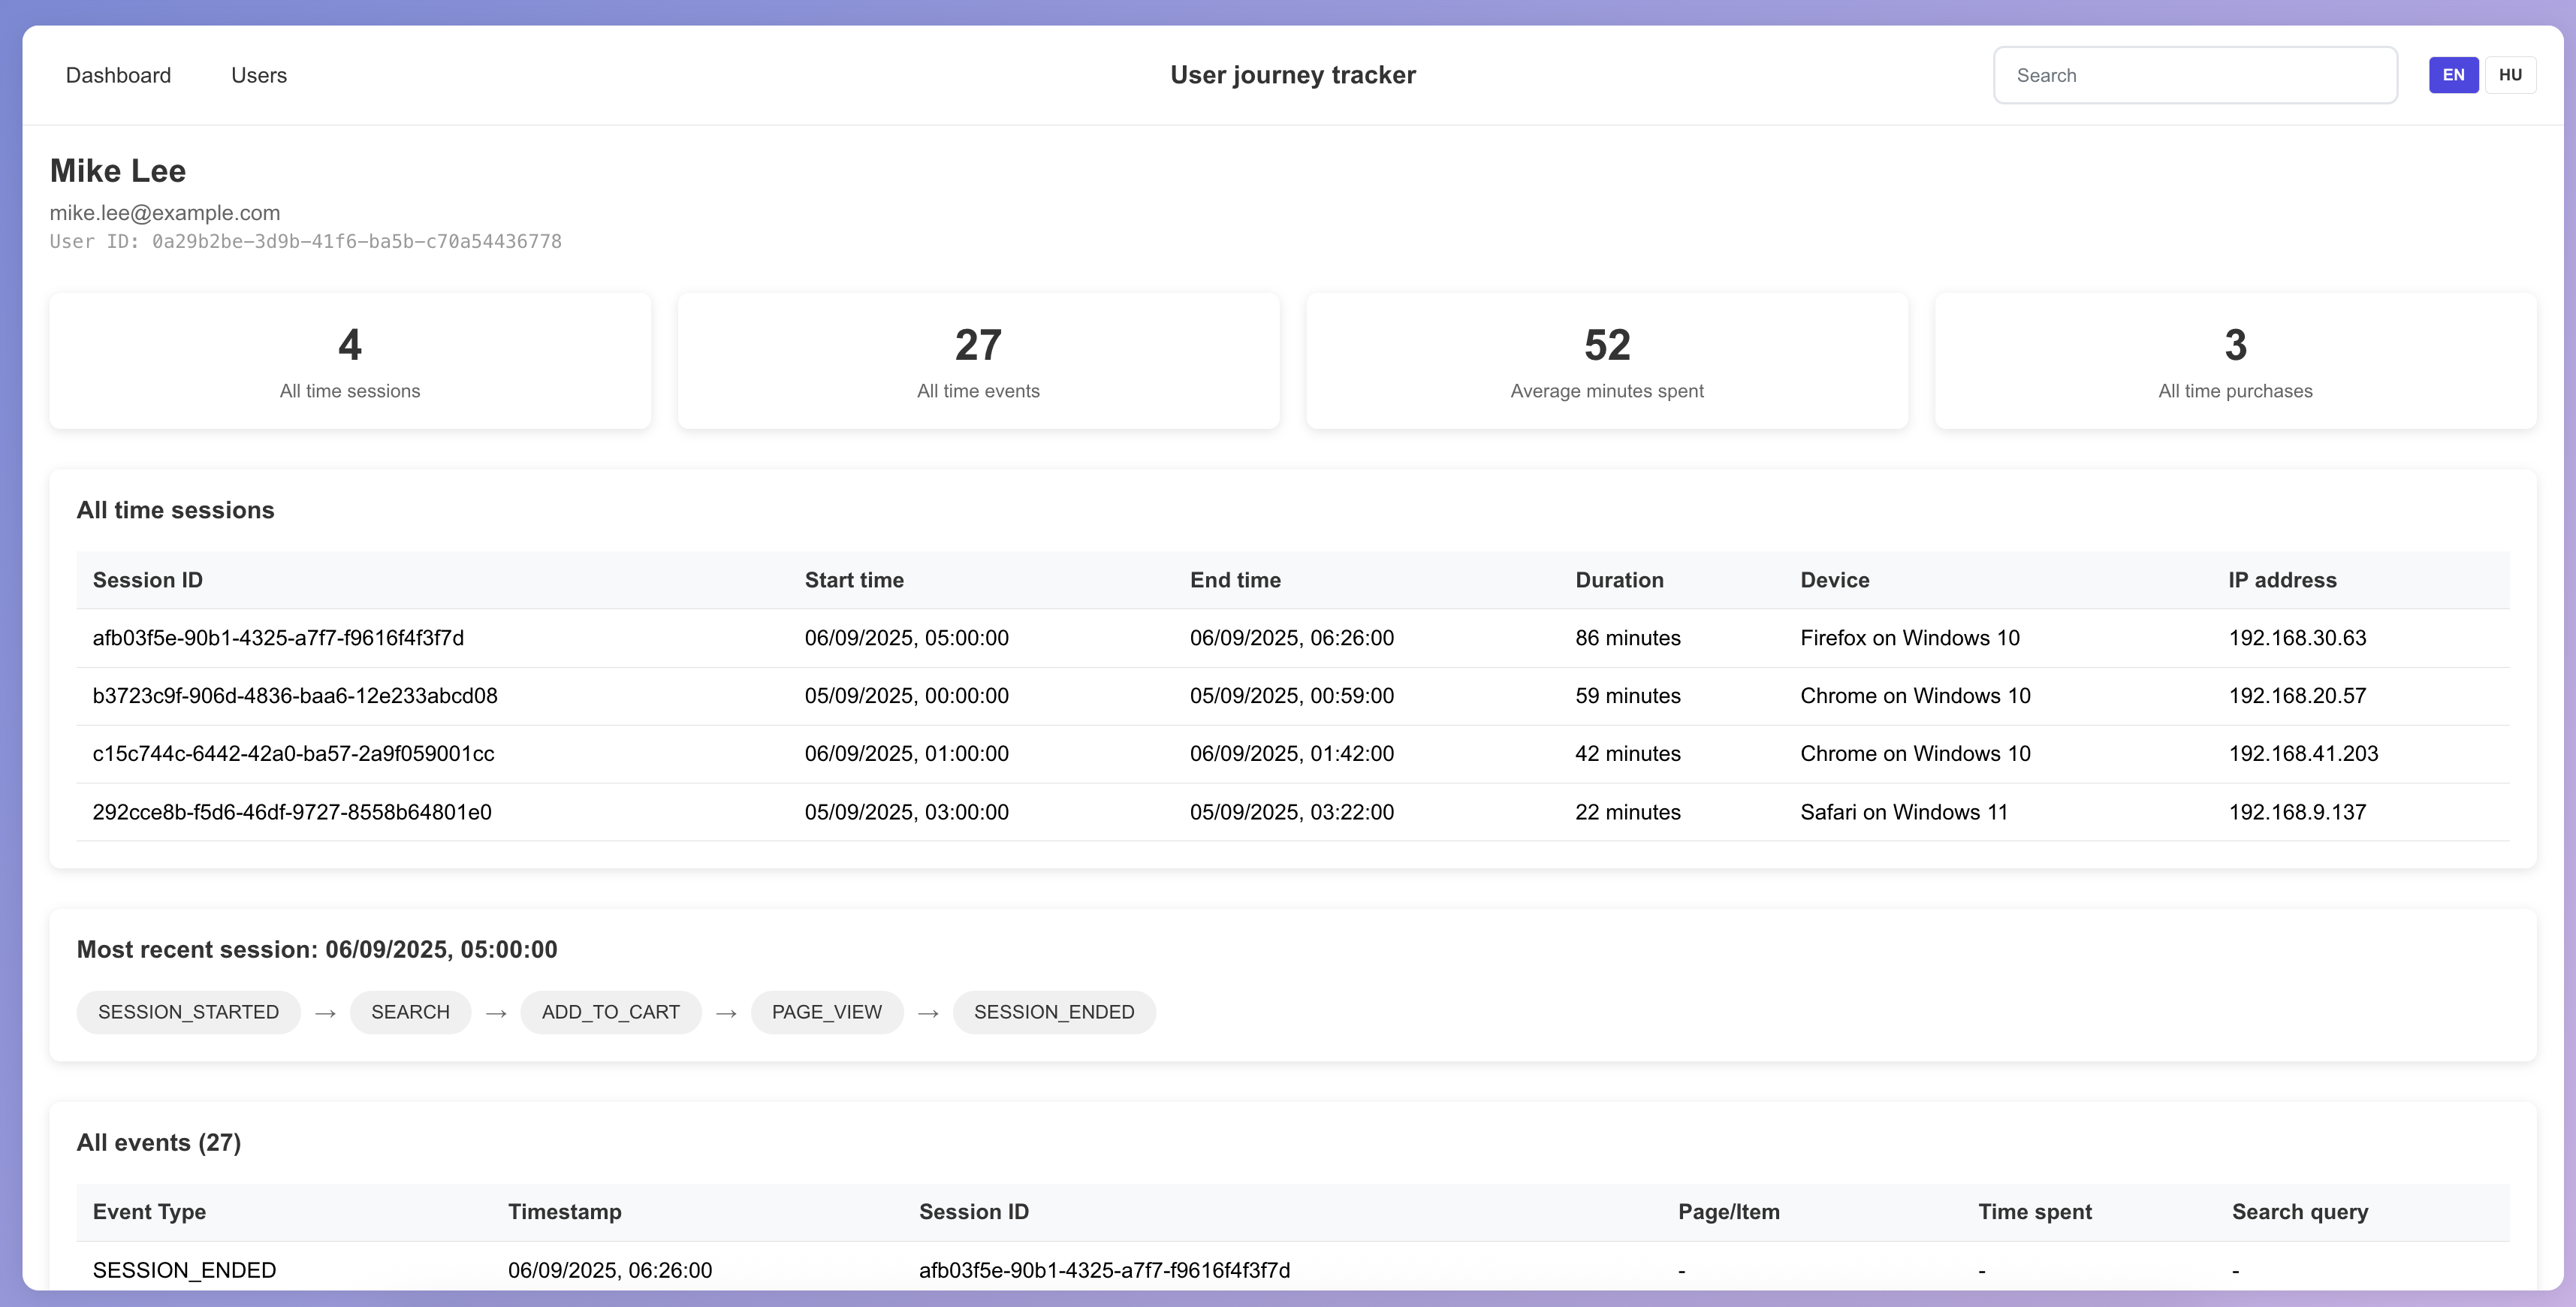 Dashboard Users User journey tracker Search EN HU
Mike Lee
mike.lee@example.com
User ID: 0a29b2be-3d9b-41f6-ba5b-c70a54436778
4 27 52 3
All time sessions All time events Average minutes spent All time purchases
All time sessions
Session ID Start time End time Duration Device IP address
afb03f5e-90b1-4325-a7f7-f9616f4f3f7d 06/09/2025, 05:00:00 06/09/2025, 06:26:00 86 minutes Firefox on Windows 10 192.168.30.63
b3723c9f-906d-4836-baa6-12e233abcd08 05/09/2025, 00:00:00 05/09/2025, 00:59:00 59 minutes Chrome on Windows 10 192.168.20.57
c15c744c-6442-42a0-ba57-2a9f059001cc 06/09/2025, 01:00:00 06/09/2025, 01:42:00 42 minutes Chrome on Windows 10 192.168.41.203
292cce8b-f5d6-46df-9727-8558b64801e0 05/09/2025, 03:00:00 05/09/2025, 03:22:00 22 minutes Safari on Windows 11 192.168.9.137
Most recent session: 06/09/2025, 05:00:00
SESSION_STARTED → SEARCH → ADD_TO_CART → PAGE_VIEW → SESSION_ENDED
All events (27)
Event Type Timestamp Session ID Page/Item Time spent Search query
SESSION_ENDED 06/09/2025, 06:26:00 afb03f5e-90b1-4325-a7f7-f9616f4f3f7d - - -